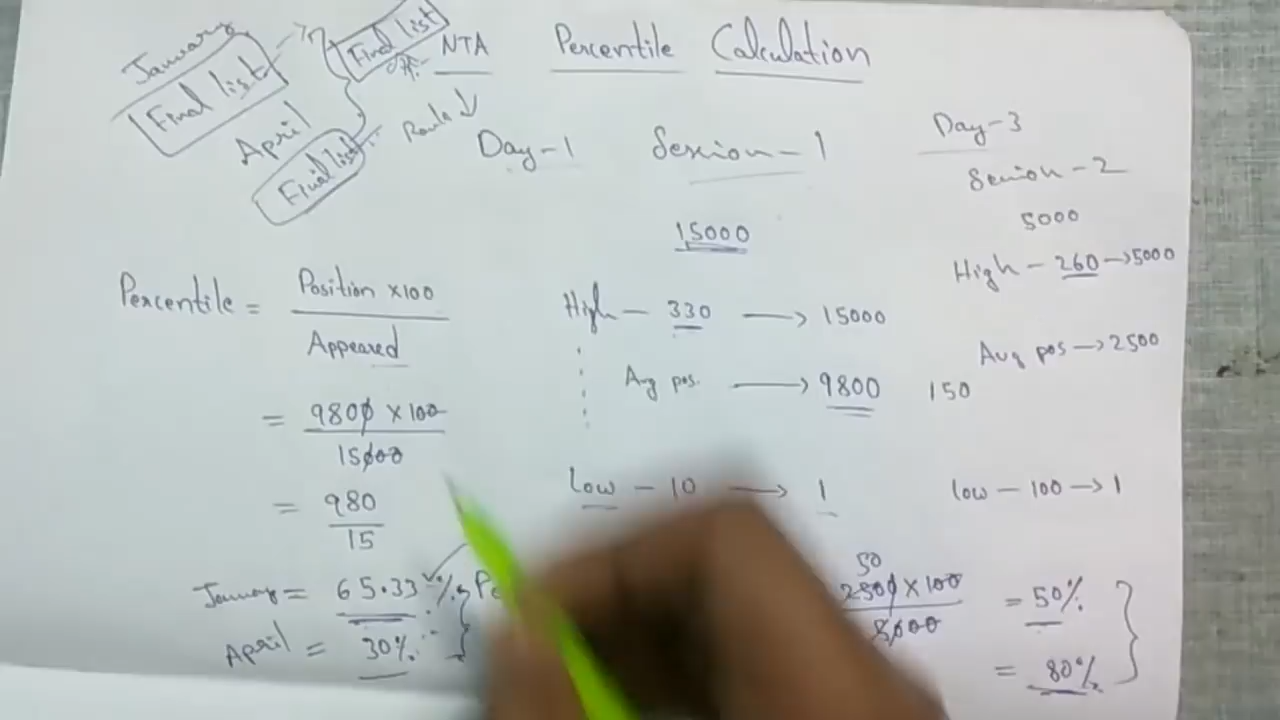 NTA Percentile Calculation
January
Final list
Final list
April
Final list
Rank ↓
Day-1 Session-1
15000
Percentile = Position x100
Appeared
= 9800 x 100
15000
= 980
15
January = 65.33 %
April = 30%
High - 330 → 15000
Avg pos. → 9800
Low - 10 → 1
Day-3
Session-2
5000
High - 260 → 5000
Avg pos → 2500
150
low - 100 → 1
50
2500 x 100
5000
= 50%
= 80%